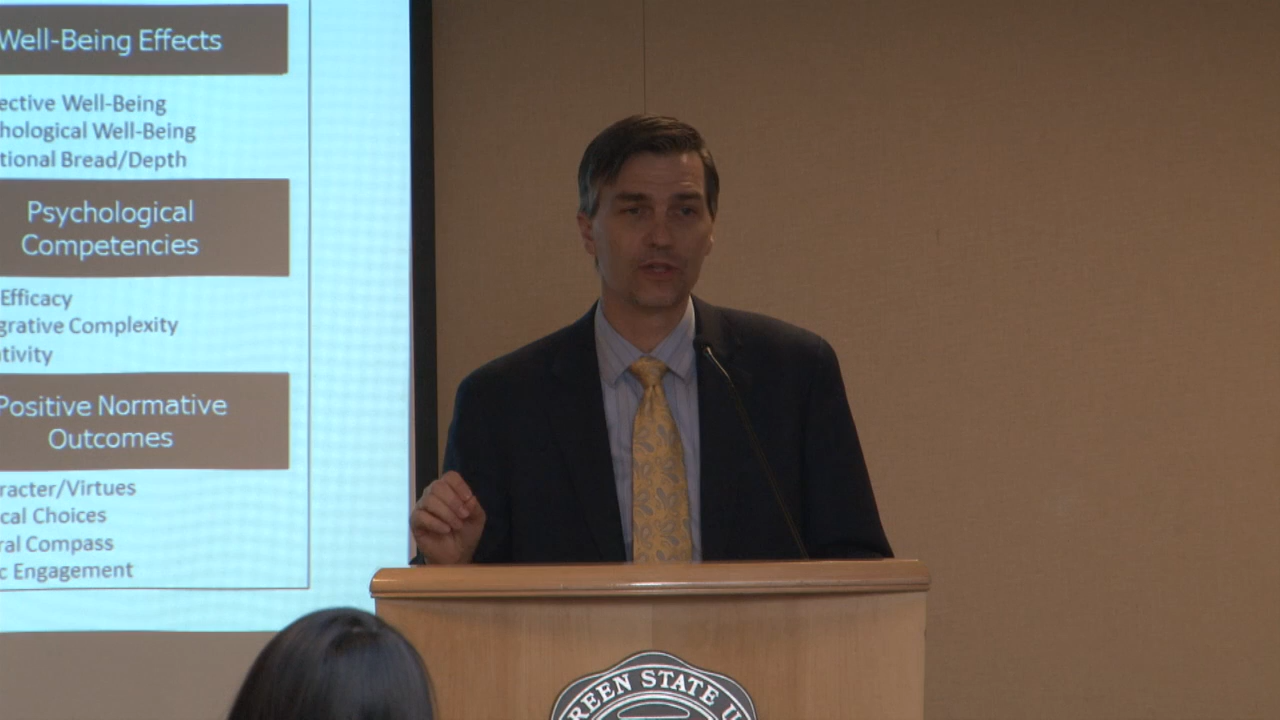 Well-Being Effects
ective Well-Being
hological Well-Being
tional Bread/Depth
Psychological
Competencies
Efficacy
grative Complexity
tivity
Positive Normative
Outcomes
racter/Virtues
cal Choices
ral Compass
c Engagement
REEN STATE U